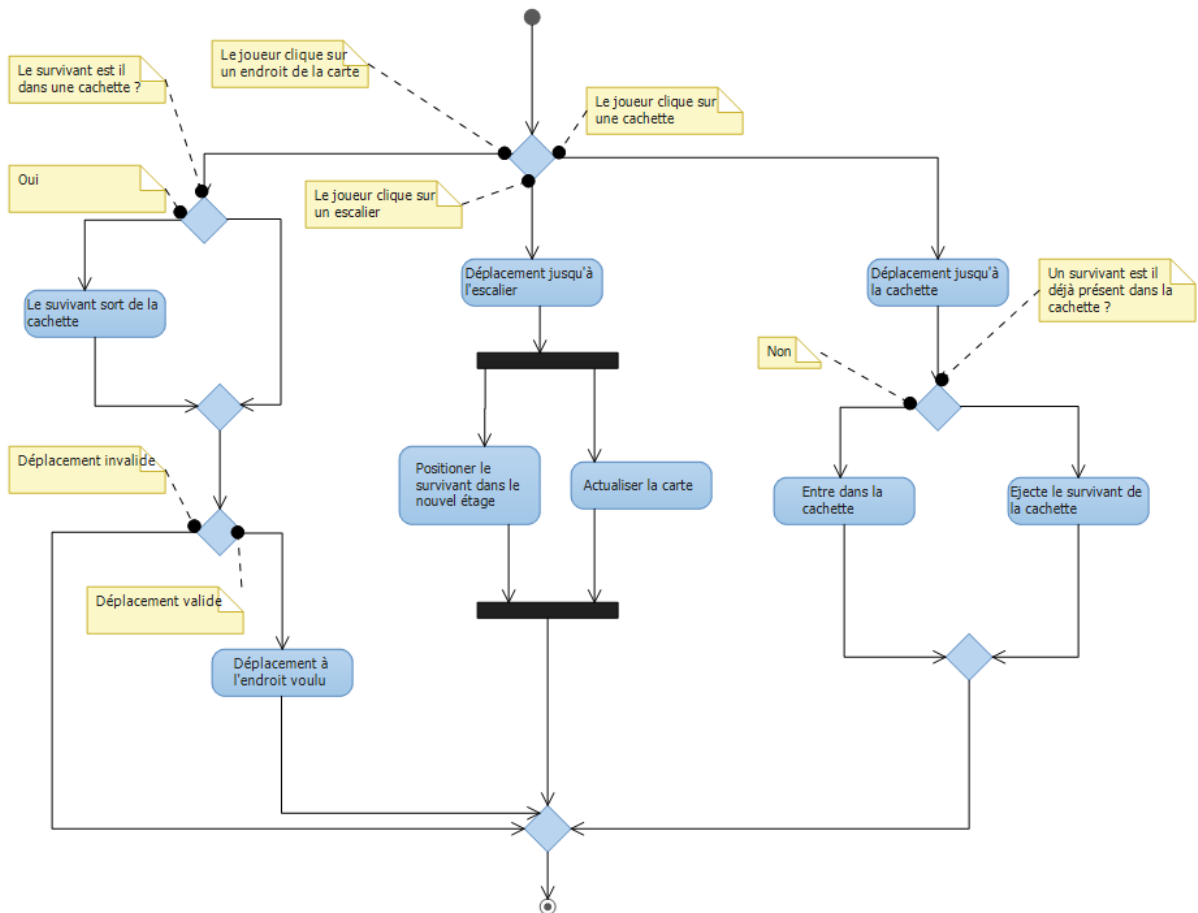 Le joueur clique sur
un endroit de la carte
Le survivant est il
dans une cachette ?
Le joueur clique sur
une cachette
Oui
Le joueur clique sur
un escalier
Déplacement jusqu'à
l'escalier
Déplacement jusqu'à
la cachette
Un survivant est il
déjà présent dans la
cachette ?
Le suvivant sort de la
cachette
Non
Déplacement invalide
Positioner le
survivant dans le
nouvel étage
Actualiser la carte
Entre dans la
cachette
Ejecte le survivant de
la cachette
Déplacement valide
Déplacement à
l'endroit voulu